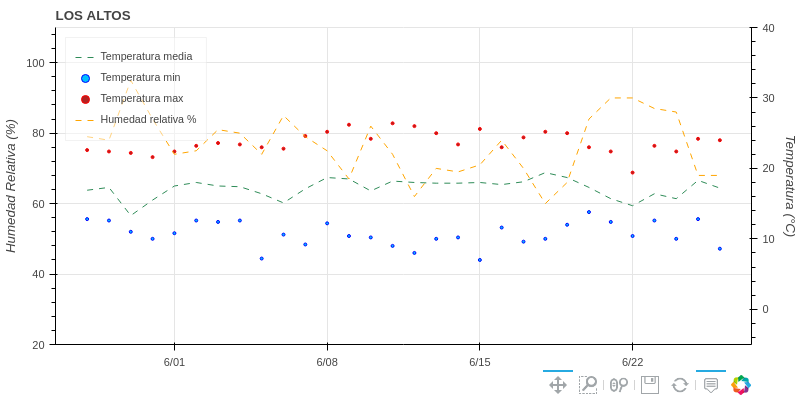 LOS ALTOS
Temperatura media
Temperatura min
Temperatura max
Humedad relativa %
Humedad Relativa (%)
100
80
60
40
20
40
30
20
10
0
Temperatura (°C)
6/01
6/08
6/15
6/22